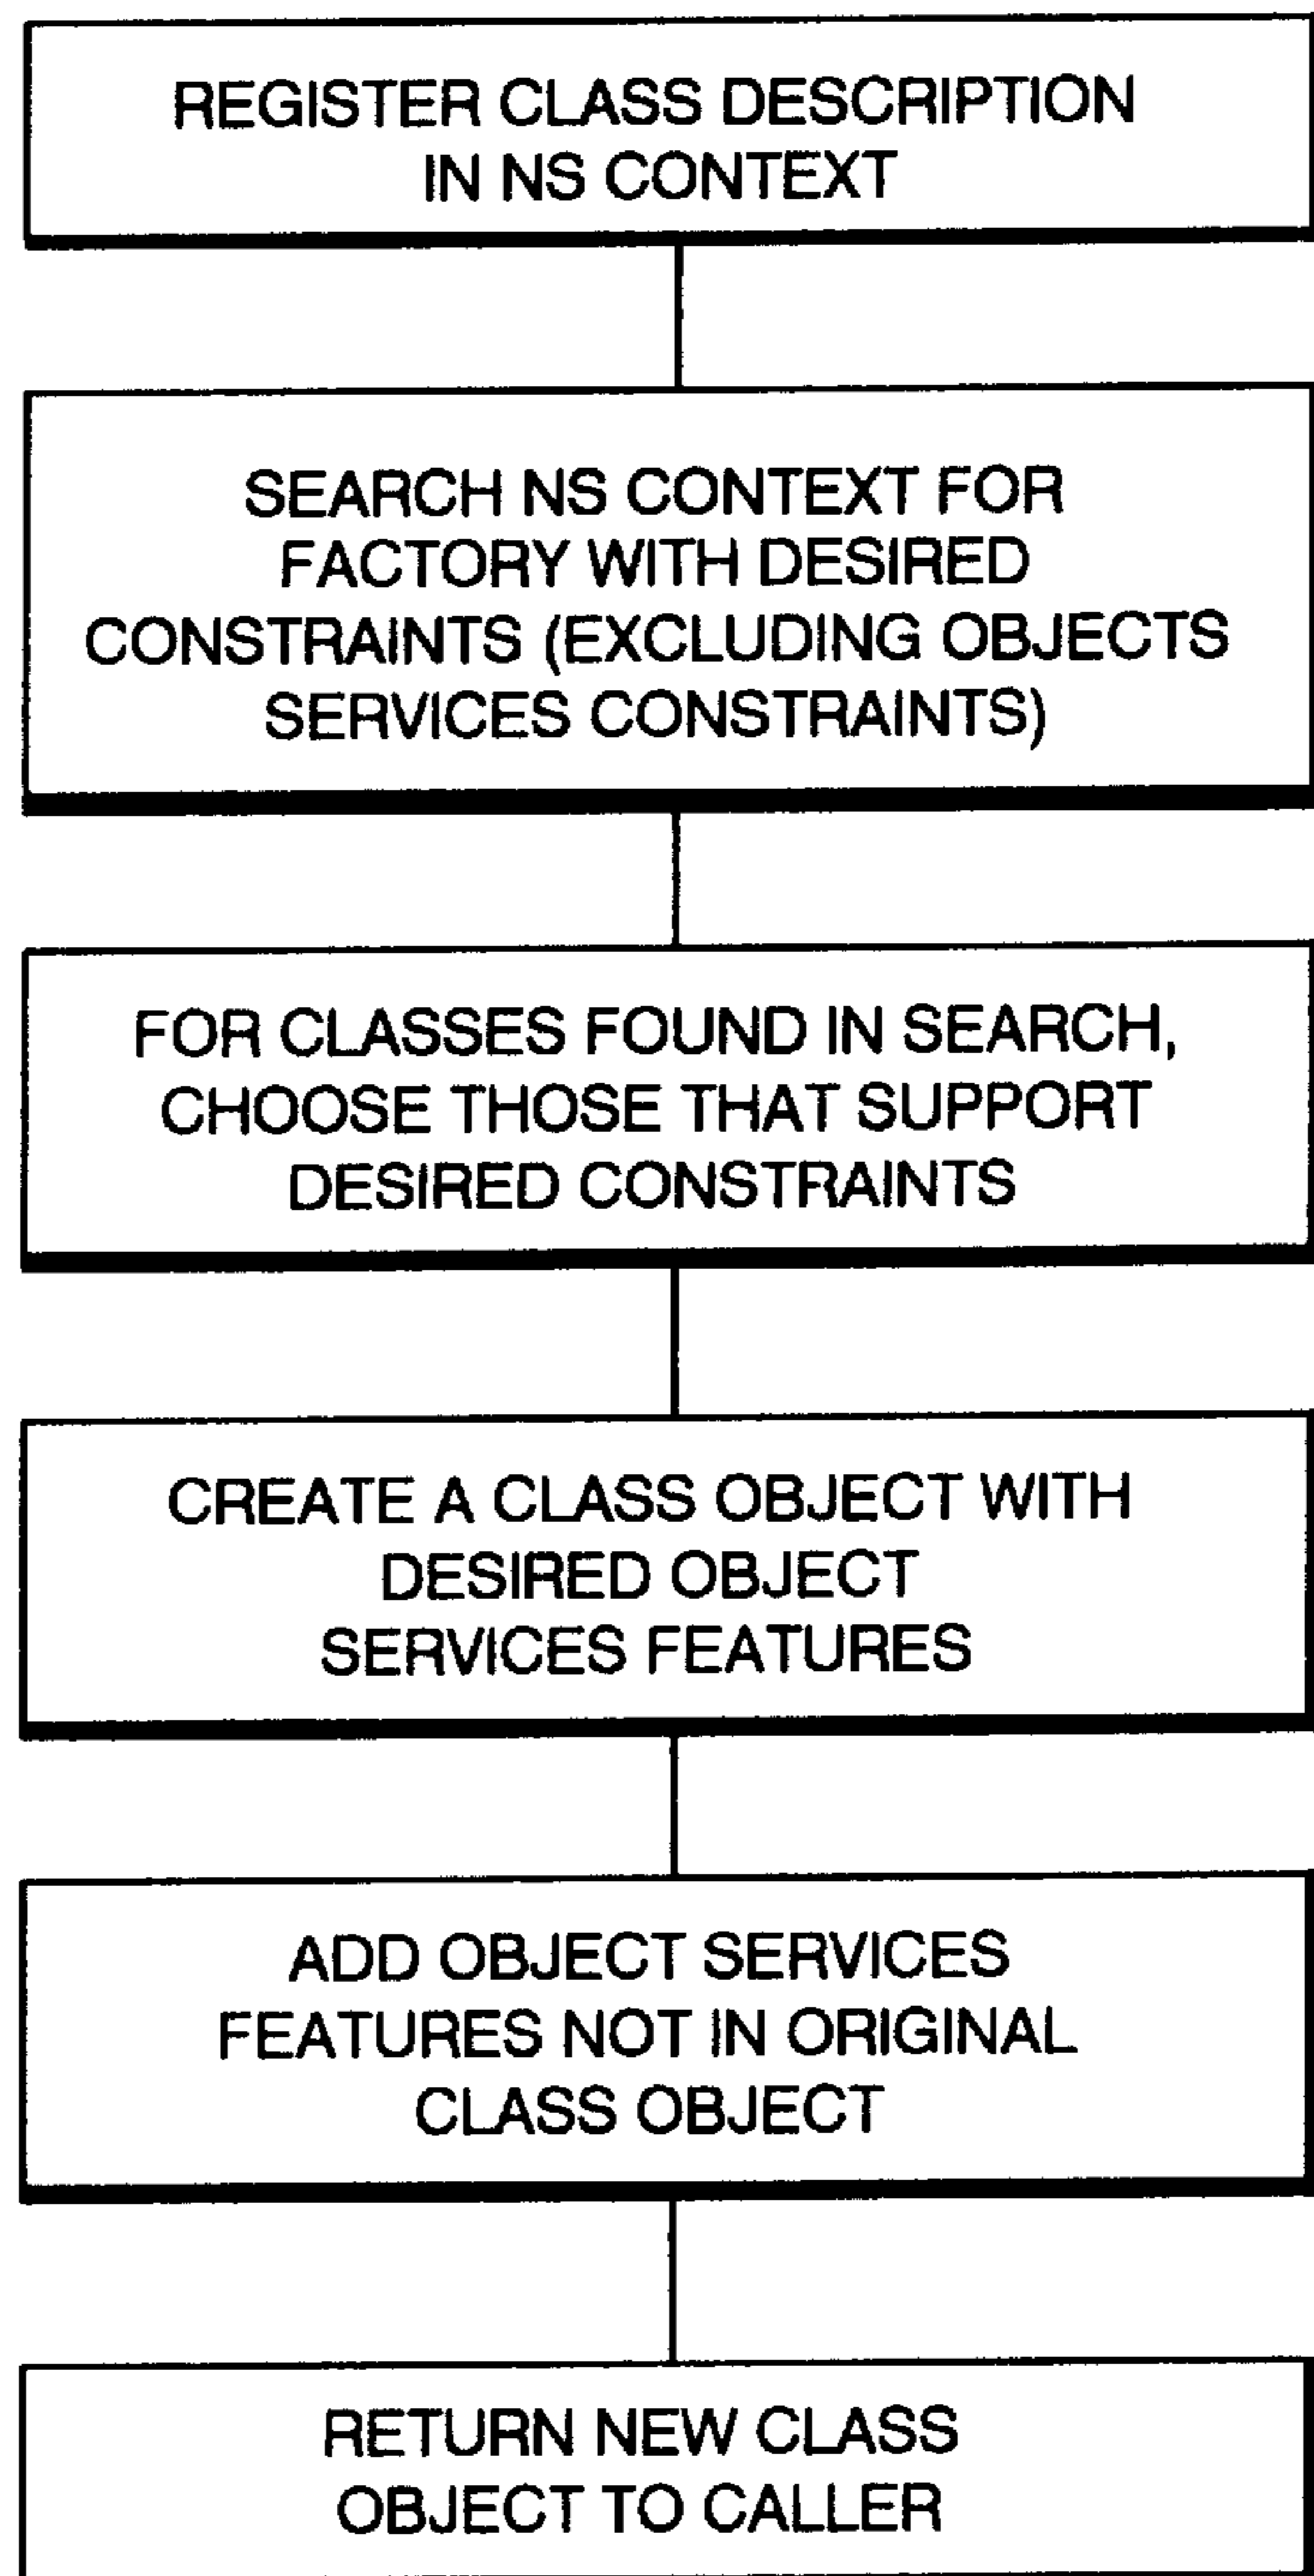 REGISTER CLASS DESCRIPTION
IN NS CONTEXT
SEARCH NS CONTEXT FOR
FACTORY WITH DESIRED
CONSTRAINTS (EXCLUDING OBJECTS
SERVICES CONSTRAINTS)
FOR CLASSES FOUND IN SEARCH,
CHOOSE THOSE THAT SUPPORT
DESIRED CONSTRAINTS
CREATE A CLASS OBJECT WITH
DESIRED OBJECT
SERVICES FEATURES
ADD OBJECT SERVICES
FEATURES NOT IN ORIGINAL
CLASS OBJECT
RETURN NEW CLASS
OBJECT TO CALLER